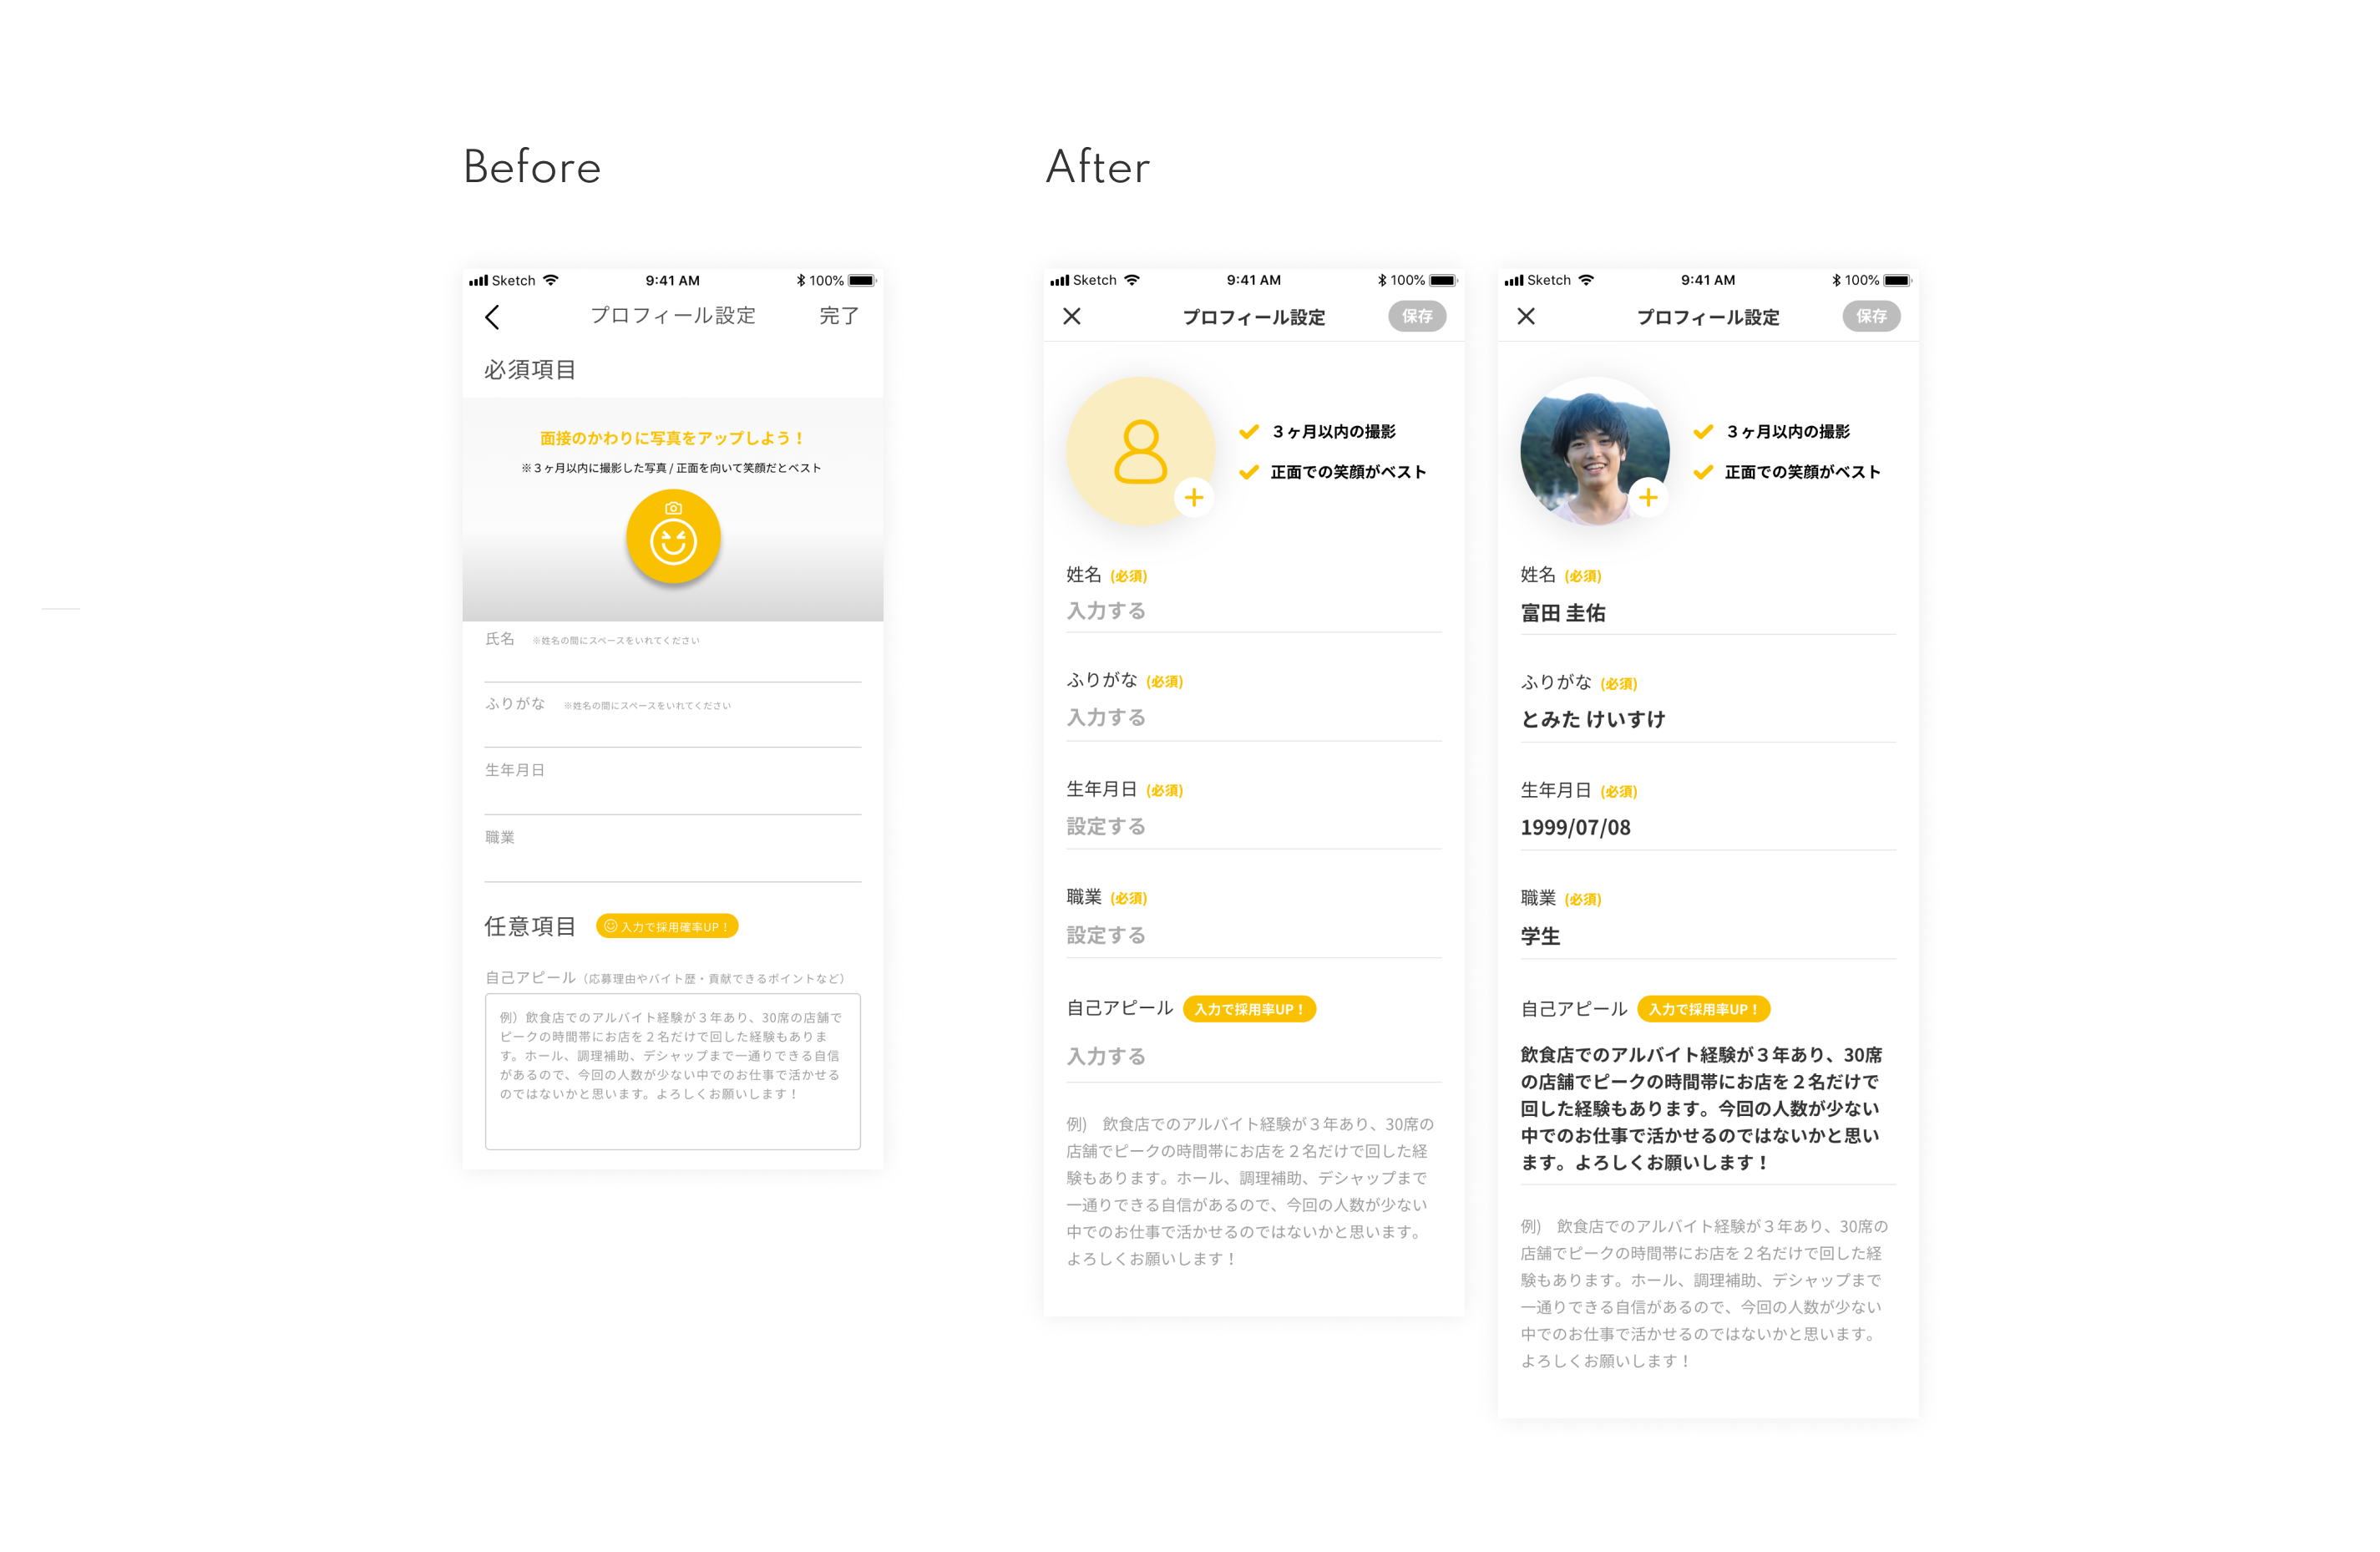 Before
After
Sketch 9:41 AM 100%
プロフィール設定 完了
必須項目
面接のかわりに写真をアップしよう！
※３ヶ月以内に撮影した写真 / 正面を向いて笑顔だとベスト
氏名 ※姓名の間にスペースをいれてください
ふりがな ※姓名の間にスペースをいれてください
生年月日
職業
任意項目 入力で採用確率UP！
自己アピール（応募理由やバイト歴・貢献できるポイントなど）
例）飲食店でのアルバイト経験が３年あり、30席の店舗で
ピークの時間帯にお店を２名だけで回した経験もありま
す。ホール、調理補助、デシャップまで一通りできる自信
があるので、今回の人数が少ない中でのお仕事で活かせる
のではないかと思います。よろしくお願いします！
Sketch 9:41 AM 100%
プロフィール設定 保存
３ヶ月以内の撮影
正面での笑顔がベスト
姓名 (必須)
入力する
ふりがな (必須)
入力する
生年月日 (必須)
設定する
職業 (必須)
設定する
自己アピール 入力で採用率UP！
入力する
例)　飲食店でのアルバイト経験が３年あり、30席の
店舗でピークの時間帯にお店を２名だけで回した経
験もあります。ホール、調理補助、デシャップまで
一通りできる自信があるので、今回の人数が少ない
中でのお仕事で活かせるのではないかと思います。
よろしくお願いします！
Sketch 9:41 AM 100%
プロフィール設定 保存
３ヶ月以内の撮影
正面での笑顔がベスト
姓名 (必須)
富田 圭佑
ふりがな (必須)
とみた けいすけ
生年月日 (必須)
1999/07/08
職業 (必須)
学生
自己アピール 入力で採用率UP！
飲食店でのアルバイト経験が３年あり、30席
の店舗でピークの時間帯にお店を２名だけで
回した経験もあります。今回の人数が少ない
中でのお仕事で活かせるのではないかと思い
ます。よろしくお願いします！
例)　飲食店でのアルバイト経験が３年あり、30席の
店舗でピークの時間帯にお店を２名だけで回した経
験もあります。ホール、調理補助、デシャップまで
一通りできる自信があるので、今回の人数が少ない
中でのお仕事で活かせるのではないかと思います。
よろしくお願いします！